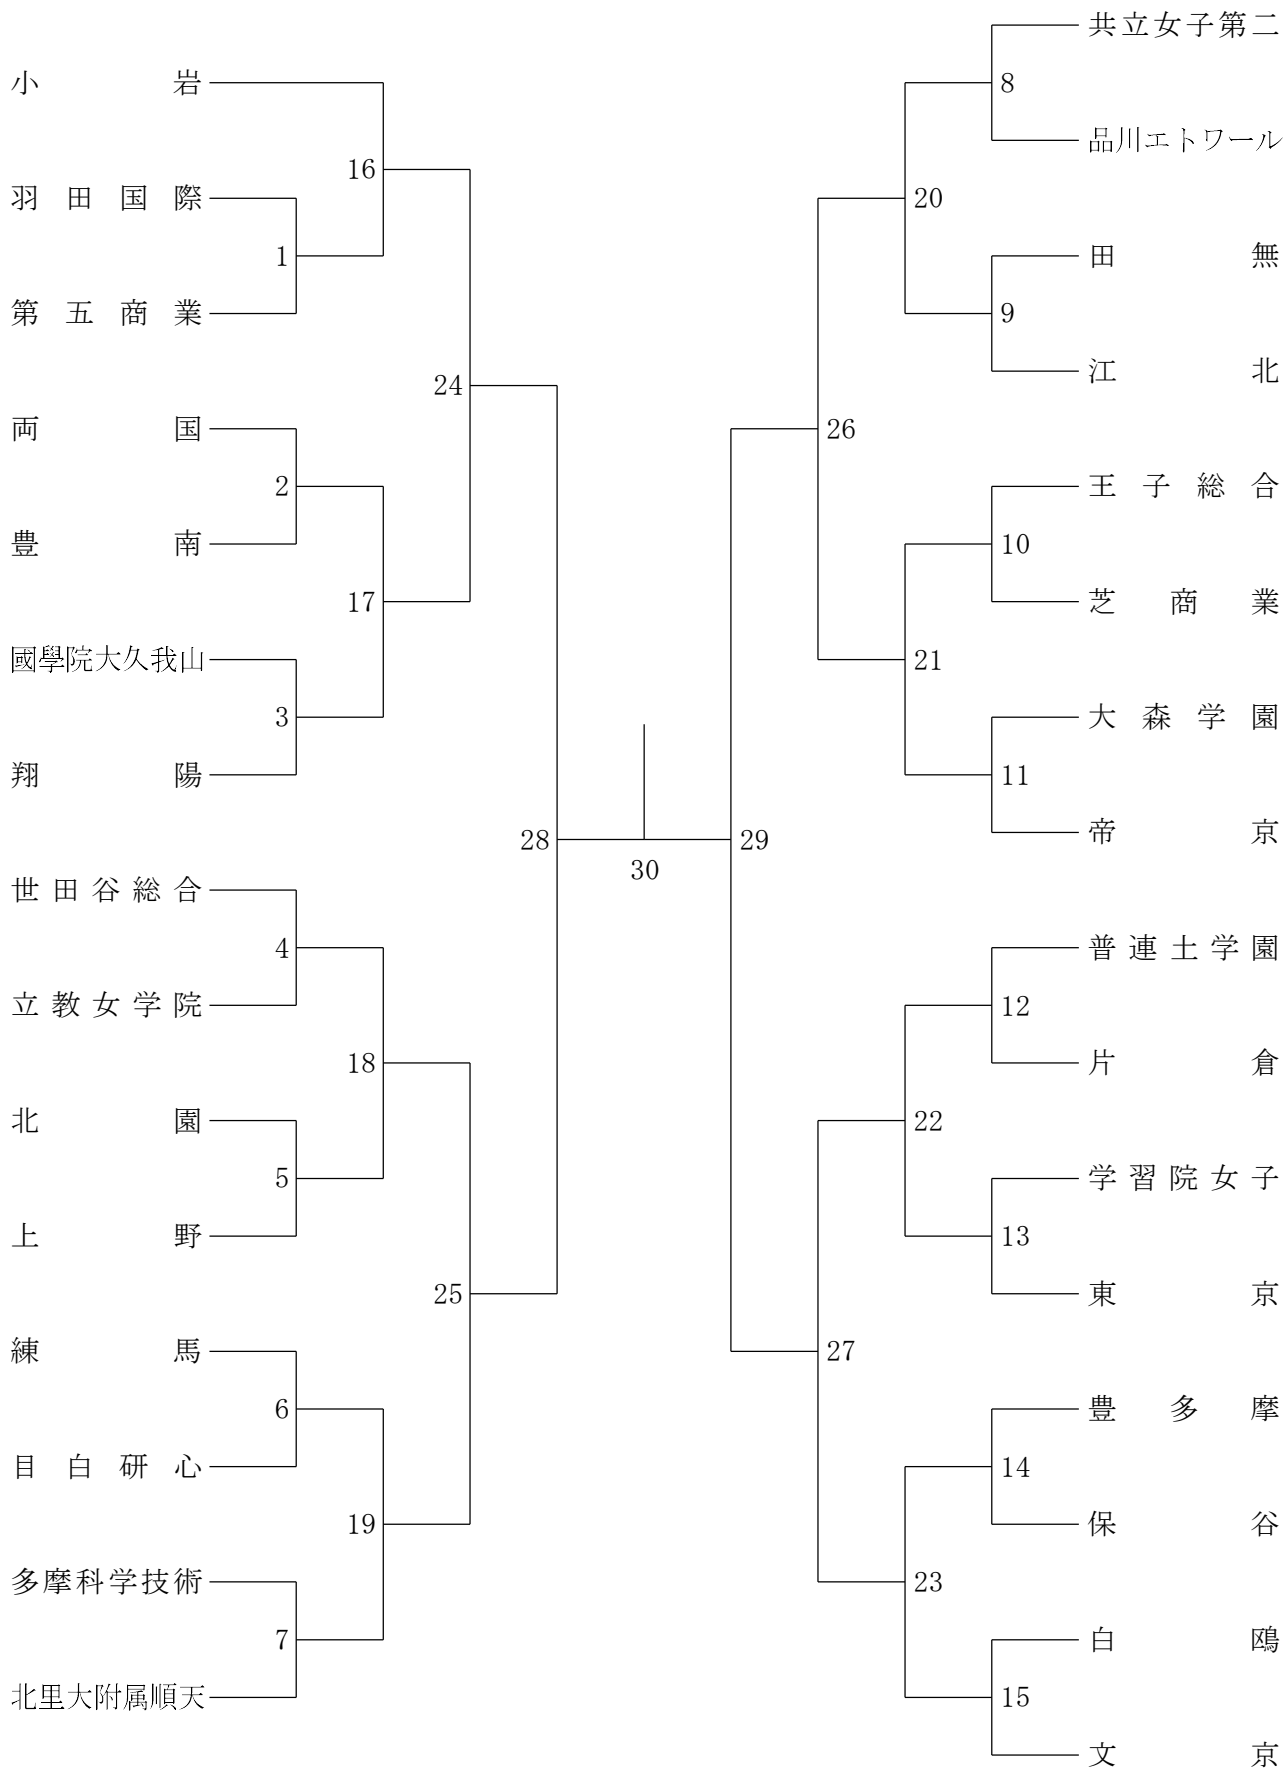 小岩
16
羽田国際
1
第五商業
24
両国
2
豊南
17
國學院大久我山
3
翔陽
28
世田谷総合
4
立教女学院
18
北園
5
上野
25
練馬
6
目白研心
19
多摩科学技術
7
北里大附属順天
30
29
共立女子第二
8
品川エトワール
20
田無
9
江北
26
王子総合
10
芝商業
21
大森学園
11
帝京
普連土学園
12
片倉
22
学習院女子
13
東京
27
豊多摩
14
保谷
23
白鴎
15
文京